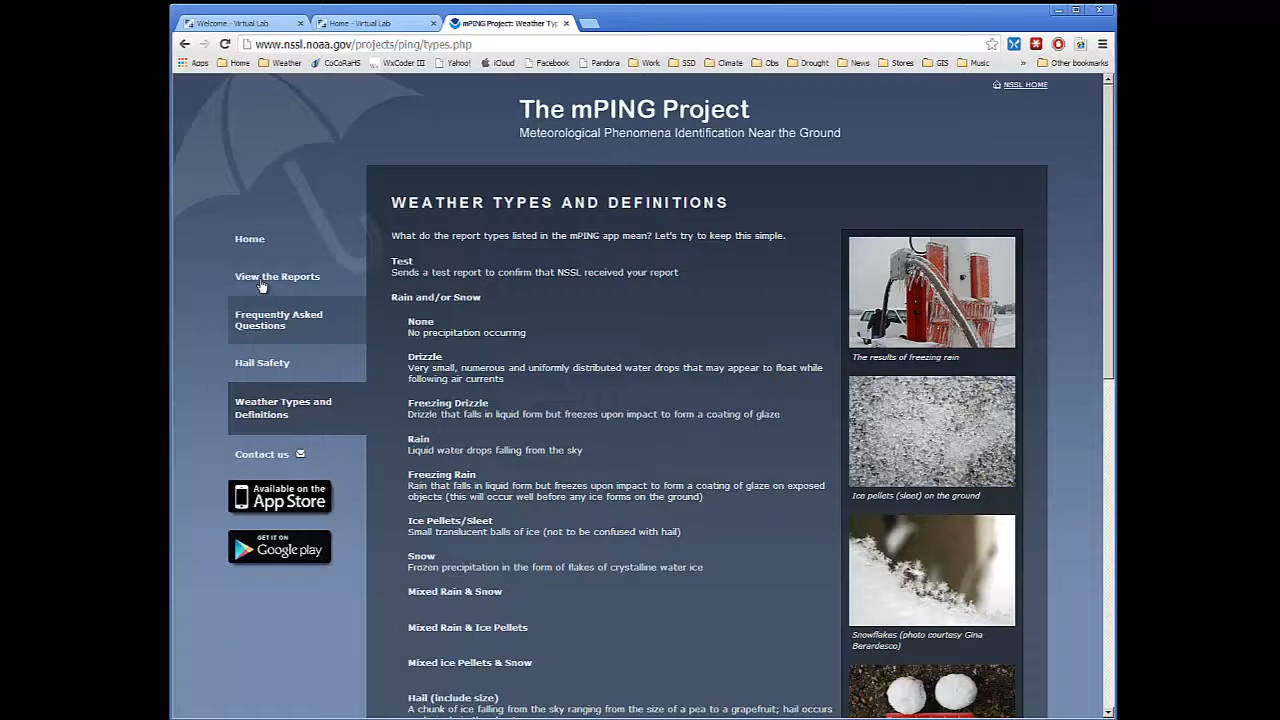 Welcome - Virtual Lab
Home - Virtual Lab
mPING Project: Weather Ty
www.nssl.noaa.gov/projects/ping/types.php
Apps Home Weather CoCoRaHS WxCoder III Yahoo! iCloud Facebook Pandora Work SSD Climate Obs Drought News Stores GIS Music » Other bookmarks
NSSL HOME
The mPING Project
Meteorological Phenomena Identification Near the Ground
Home
View the Reports
Frequently Asked
Questions
Hail Safety
Weather Types and
Definitions
Contact us
Available on the
App Store
GET IT ON
Google play
WEATHER TYPES AND DEFINITIONS
What do the report types listed in the mPING app mean? Let's try to keep this simple.
Test
Sends a test report to confirm that NSSL received your report
Rain and/or Snow
None
No precipitation occurring
Drizzle
Very small, numerous and uniformly distributed water drops that may appear to float while
following air currents
Freezing Drizzle
Drizzle that falls in liquid form but freezes upon impact to form a coating of glaze
Rain
Liquid water drops falling from the sky
Freezing Rain
Rain that falls in liquid form but freezes upon impact to form a coating of glaze on exposed
objects (this will occur well before any ice forms on the ground)
Ice Pellets/Sleet
Small translucent balls of ice (not to be confused with hail)
Snow
Frozen precipitation in the form of flakes of crystalline water ice
Mixed Rain & Snow
Mixed Rain & Ice Pellets
Mixed ice Pellets & Snow
Hail (include size)
A chunk of ice falling from the sky ranging from the size of a pea to a grapefruit; hail occurs
The results of freezing rain
Ice pellets (sleet) on the ground
Snowflakes (photo courtesy Gina
Berardesco)